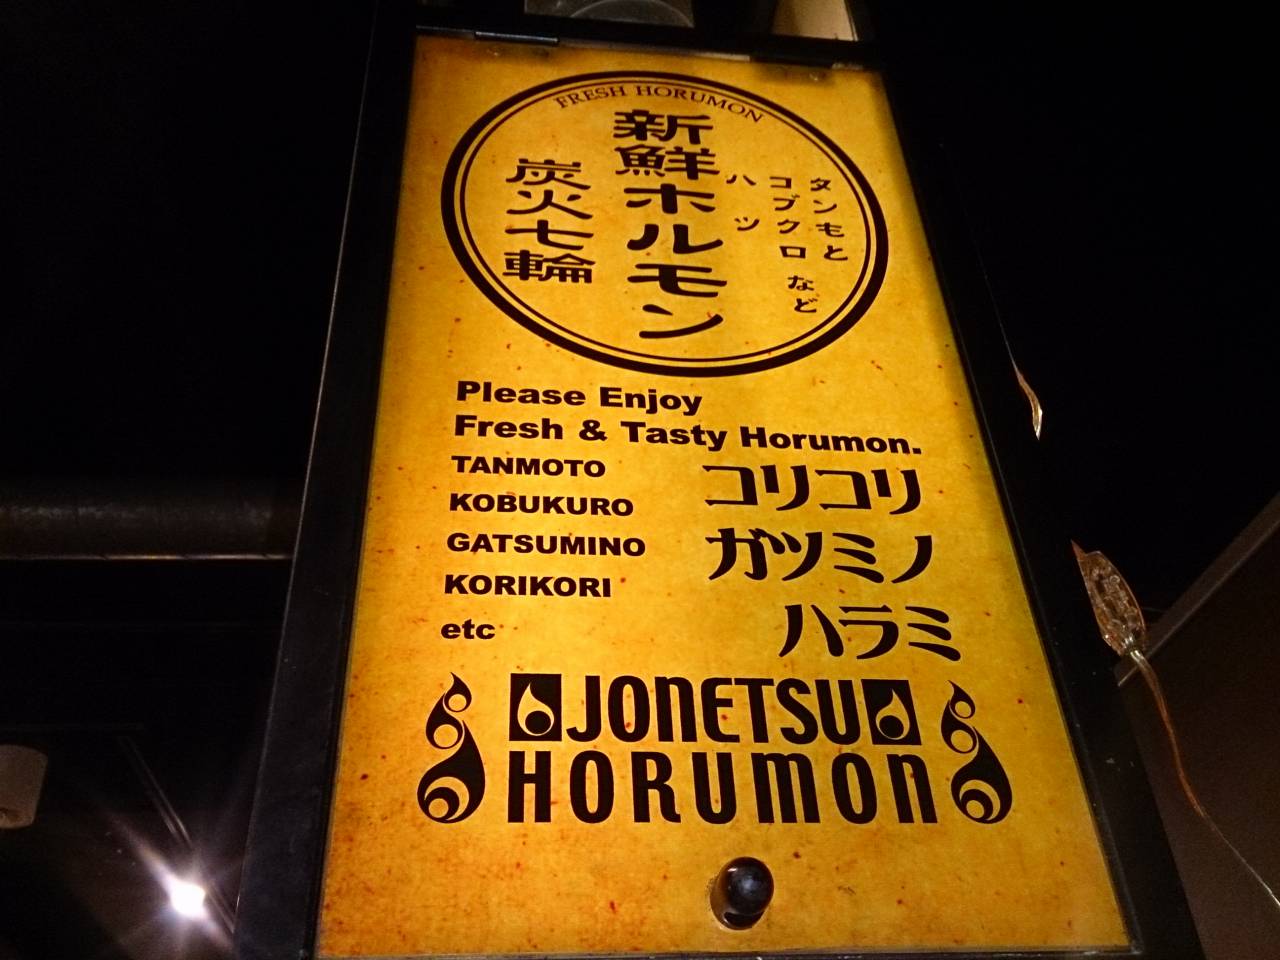 FRESH HORUMON
タンもと
コブクロ など
ハツ
新鮮ホルモン
炭火七輪
Please Enjoy
Fresh & Tasty Horumon.
TANMOTO
KOBUKURO
GATSUMINO
KORIKORI
etc
コリコリ
ガツミノ
ハラミ
JONETSU
HORUMON